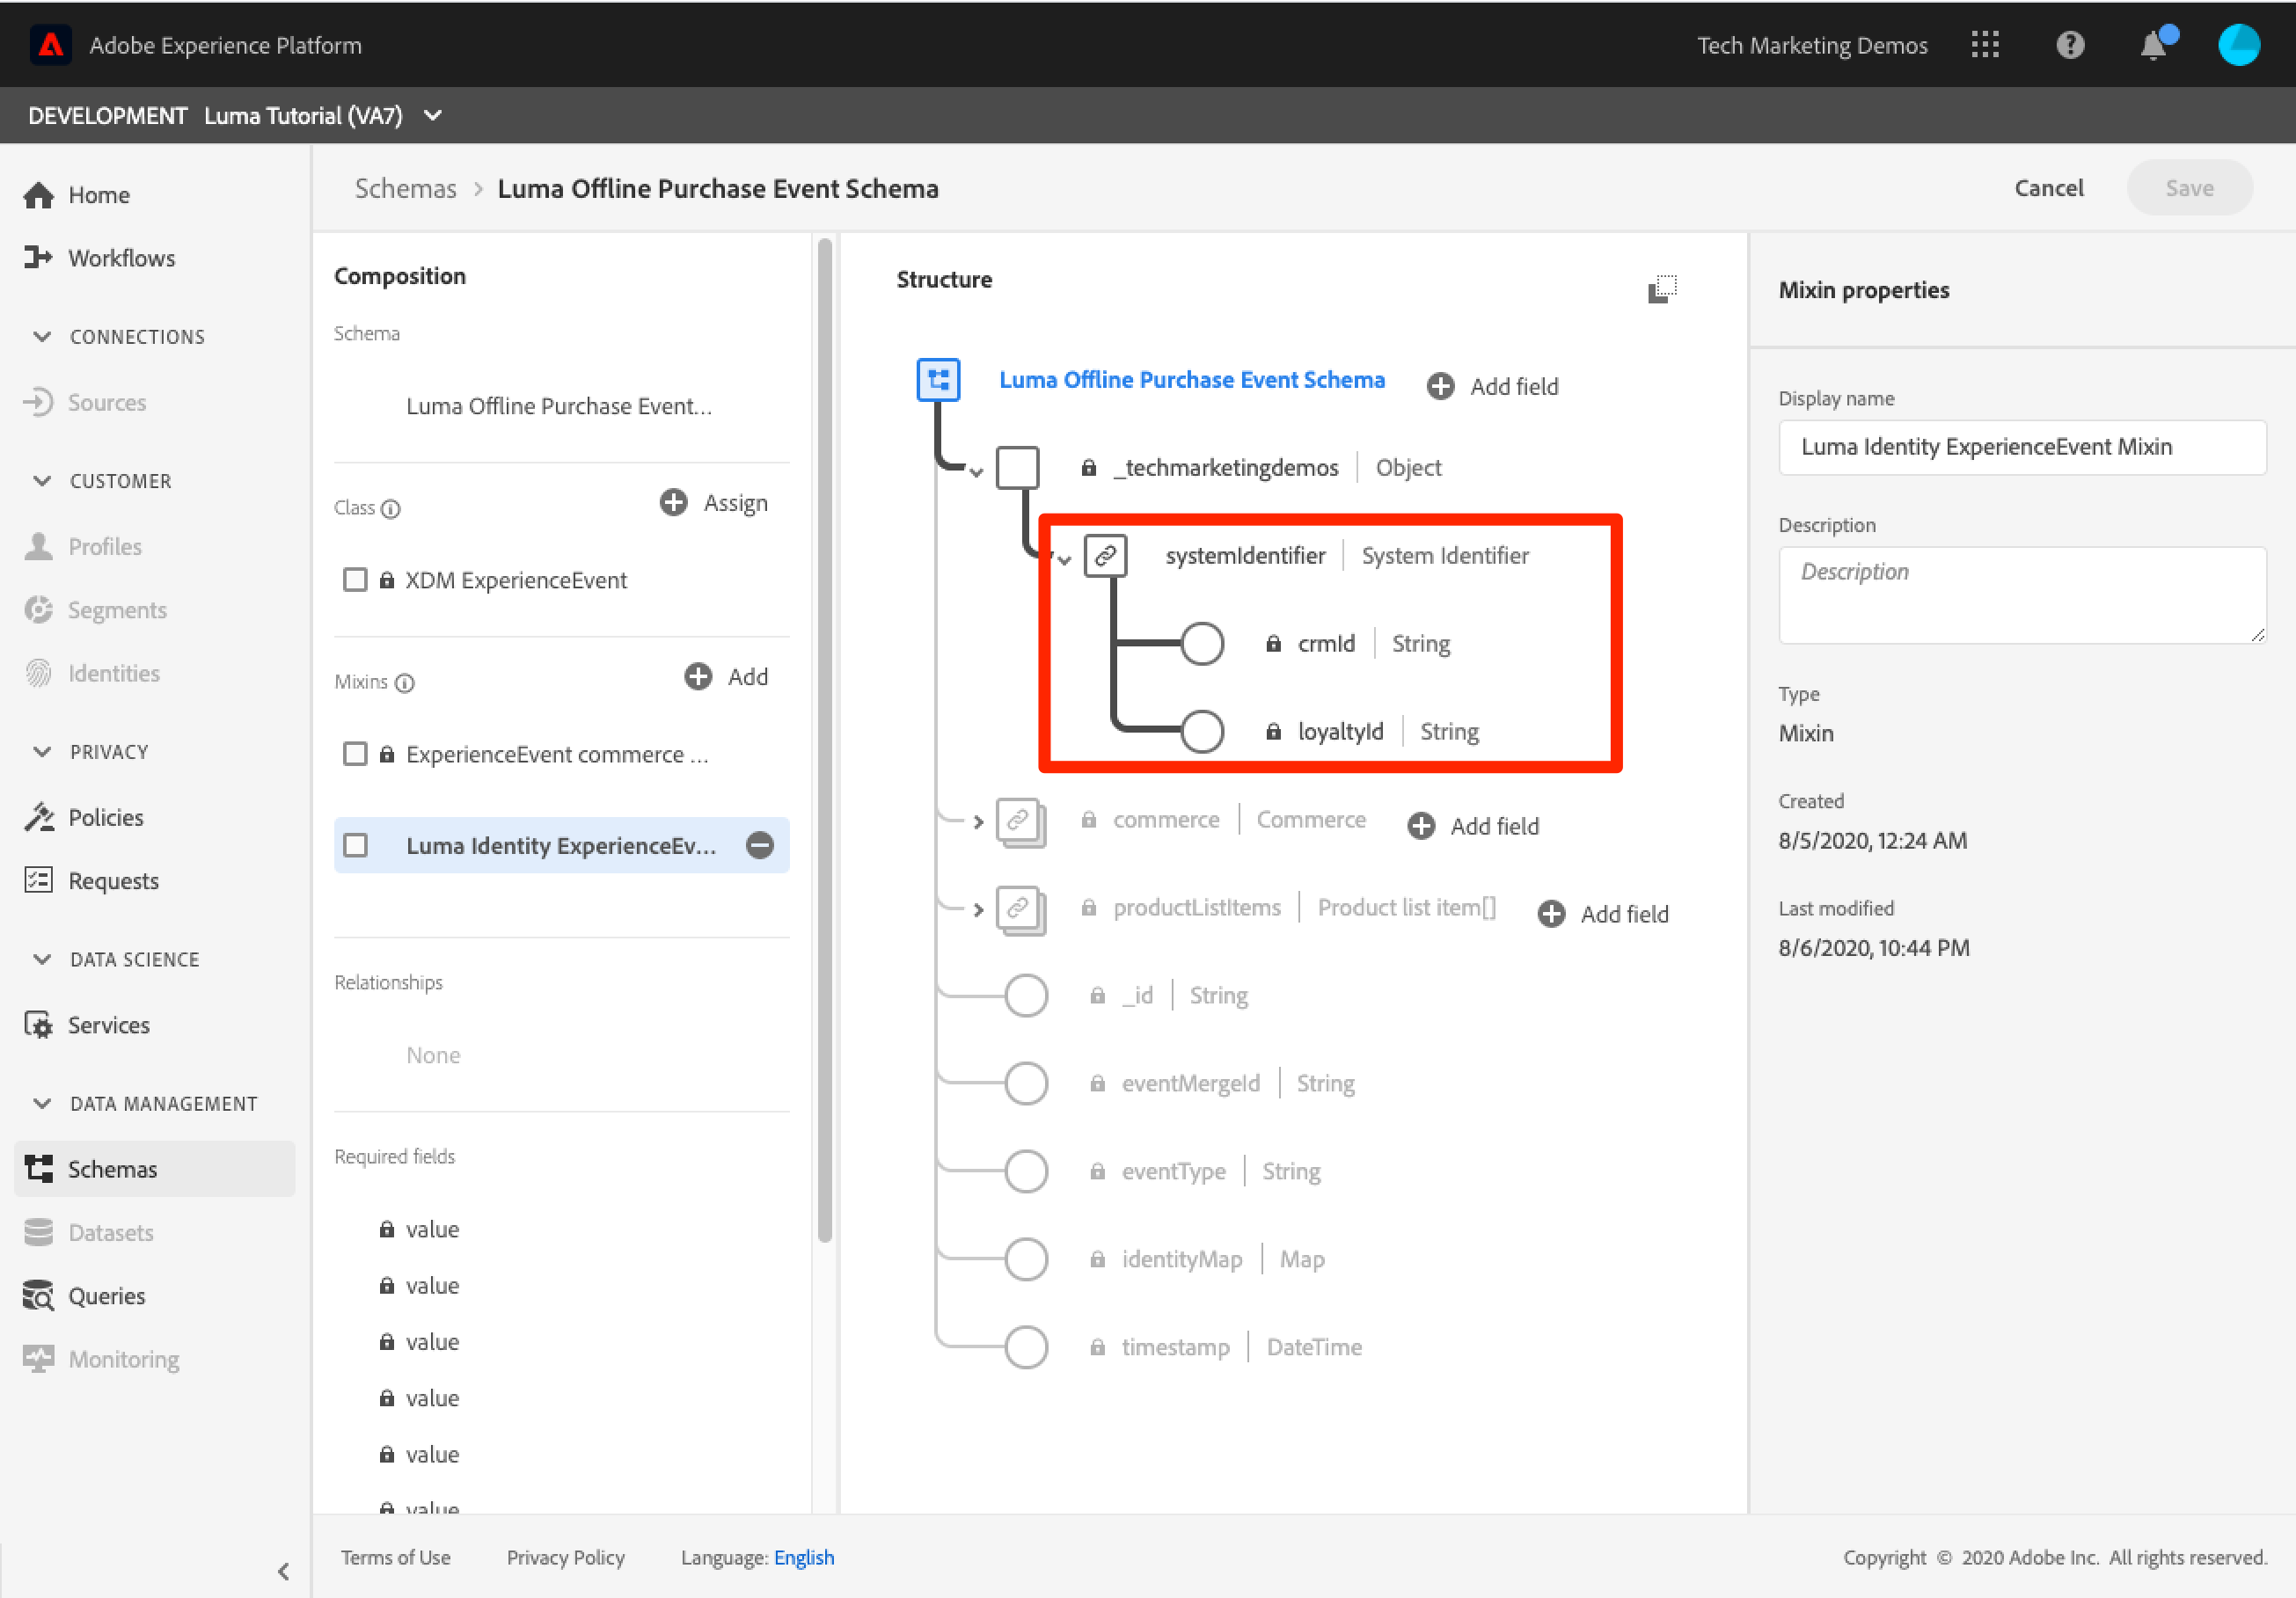 Adobe Experience Platform
Tech Marketing Demos
DEVELOPMENT Luma Tutorial (VA7)
Home
Workflows
CONNECTIONS
Sources
CUSTOMER
Profiles
Segments
Identities
PRIVACY
Policies
Requests
DATA SCIENCE
Services
DATA MANAGEMENT
Schemas
Datasets
Queries
Monitoring
Schemas > Luma Offline Purchase Event Schema
Cancel
Save
Composition
Schema
Luma Offline Purchase Event...
Class
Assign
XDM ExperienceEvent
Mixins
Add
ExperienceEvent commerce ...
Luma Identity ExperienceEv...
Relationships
None
Required fields
value
value
value
value
value
value
Structure
Luma Offline Purchase Event Schema
Add field
_techmarketingdemos | Object
systemIdentifier | System Identifier
crmId | String
loyaltyId | String
commerce | Commerce
Add field
productListItems | Product list item[]
Add field
_id | String
eventMergeId | String
eventType | String
identityMap | Map
timestamp | DateTime
Mixin properties
Display name
Luma Identity ExperienceEvent Mixin
Description
Description
Type
Mixin
Created
8/5/2020, 12:24 AM
Last modified
8/6/2020, 10:44 PM
Terms of Use
Privacy Policy
Language: English
Copyright © 2020 Adobe Inc. All rights reserved.